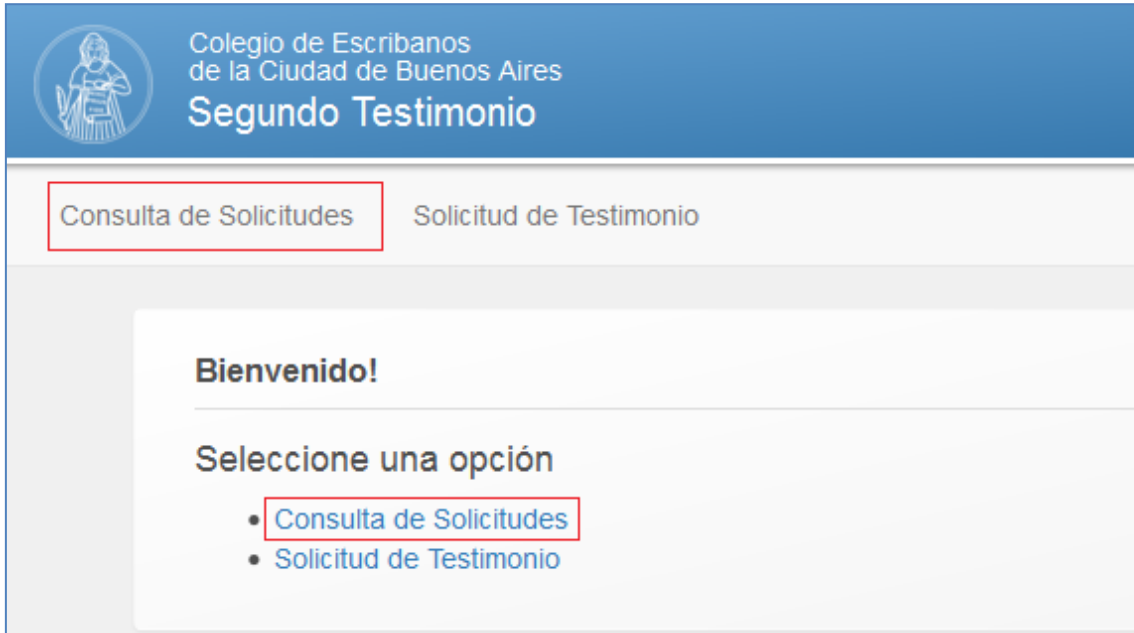 Colegio de Escribanos
de la Ciudad de Buenos Aires
Segundo Testimonio
Consulta de Solicitudes Solicitud de Testimonio
Bienvenido!
Seleccione una opción
• Consulta de Solicitudes
• Solicitud de Testimonio